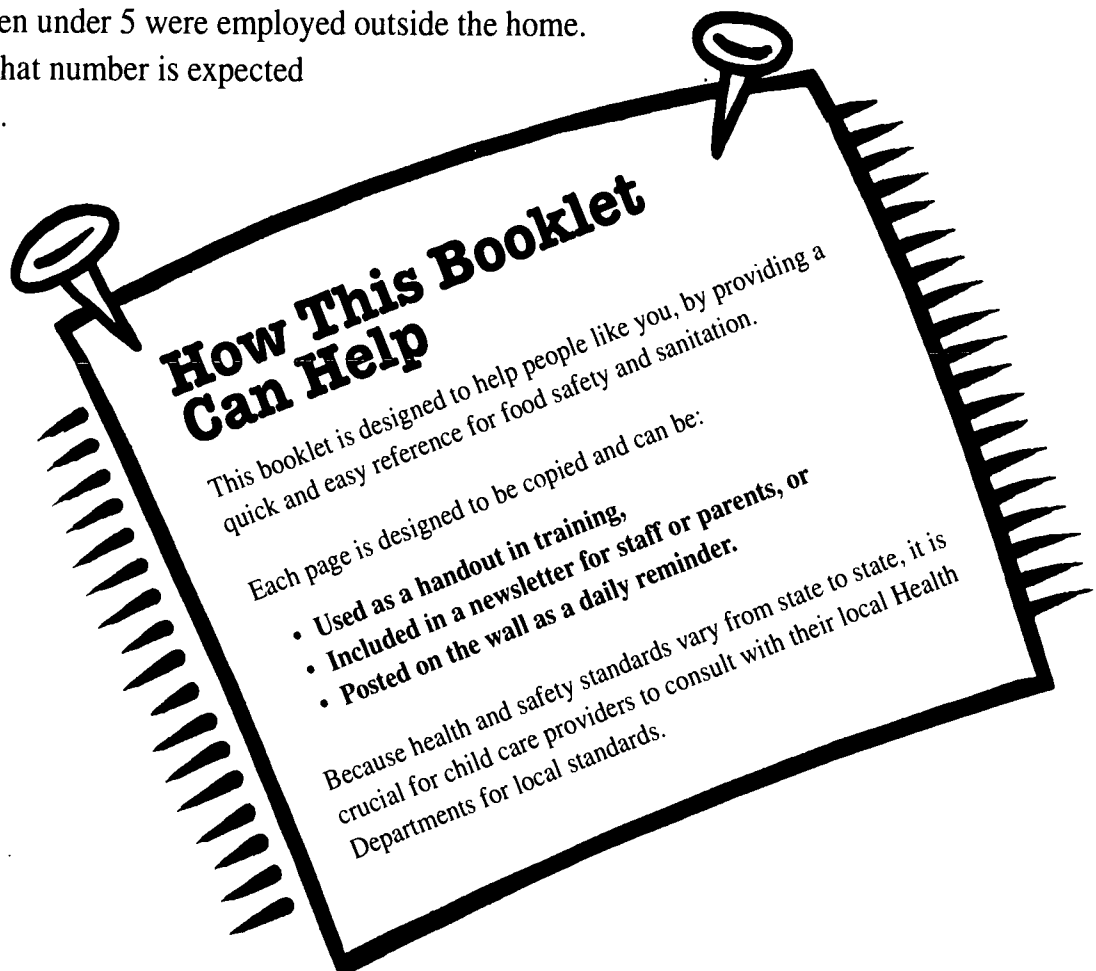 en under 5 were employed outside the home.
hat number is expected
.
How This Booklet
Can Help
This booklet is designed to help people like you, by providing a
quick and easy reference for food safety and sanitation.
Each page is designed to be copied and can be:
• Used as a handout in training,
• Included in a newsletter for staff or parents, or
• Posted on the wall as a daily reminder.
Because health and safety standards vary from state to state, it is
crucial for child care providers to consult with their local Health
Departments for local standards.